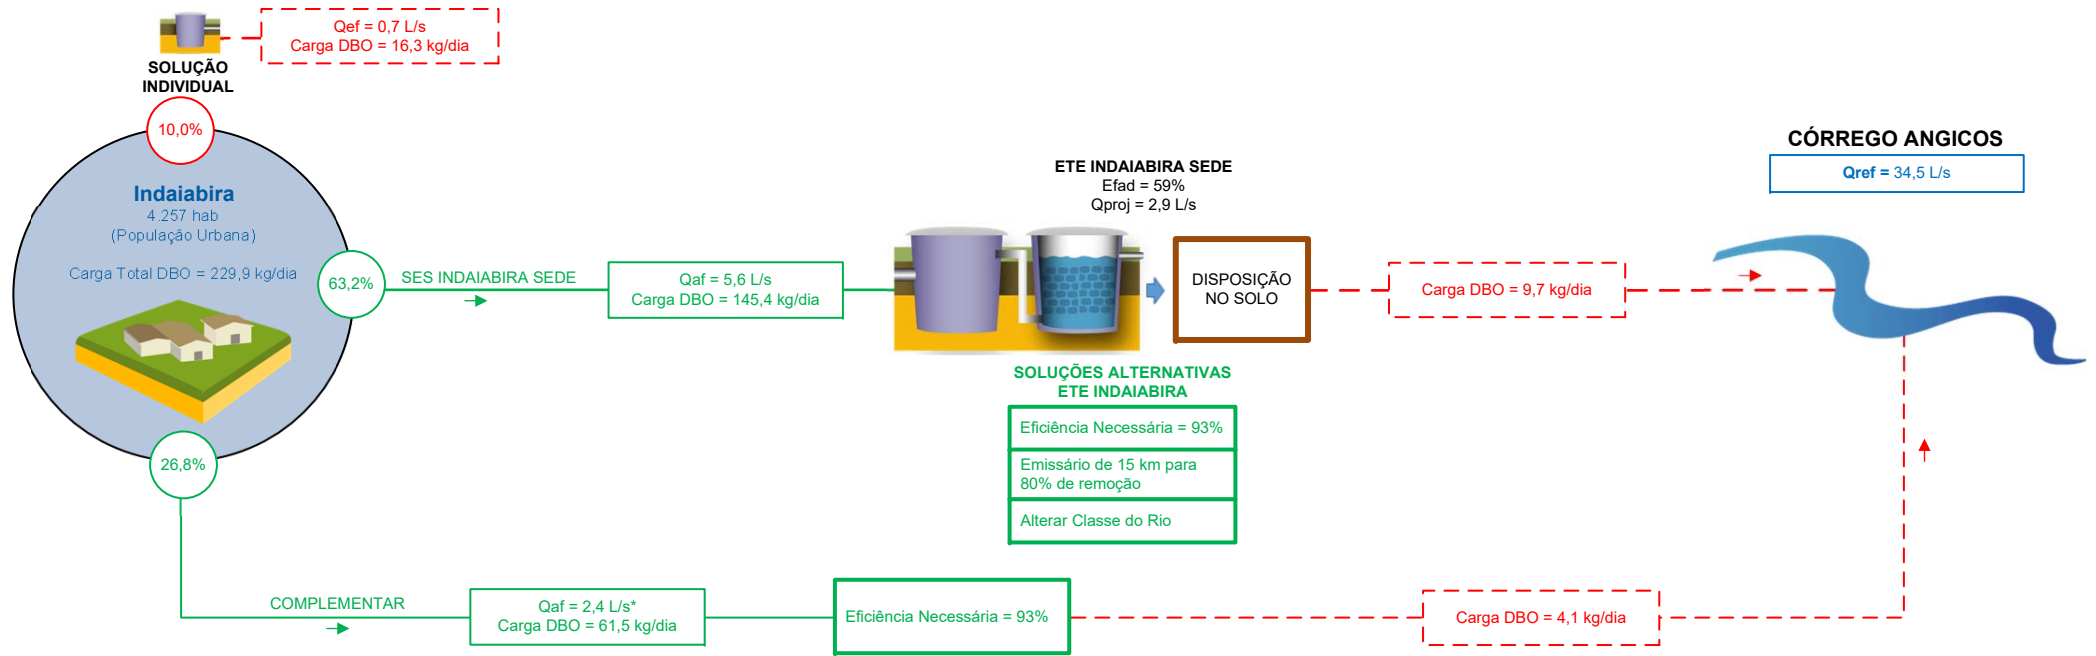 Qef = 0,7 L/s
Carga DBO = 16,3 kg/dia
SOLUÇÃO
INDIVIDUAL
10,0%
Indaiabira
4.257 hab
(População Urbana)
Carga Total DBO = 229,9 kg/dia
63,2%
26,8%
SES INDAIABIRA SEDE
Qaf = 5,6 L/s
Carga DBO = 145,4 kg/dia
ETE INDAIABIRA SEDE
Efad = 59%
Qproj = 2,9 L/s
DISPOSIÇÃO
NO SOLO
Carga DBO = 9,7 kg/dia
CÓRREGO ANGICOS
Qref = 34,5 L/s
SOLUÇÕES ALTERNATIVAS
ETE INDAIABIRA
Eficiência Necessária = 93%
Emissário de 15 km para
80% de remoção
Alterar Classe do Rio
COMPLEMENTAR
Qaf = 2,4 L/s*
Carga DBO = 61,5 kg/dia
Eficiência Necessária = 93%
Carga DBO = 4,1 kg/dia